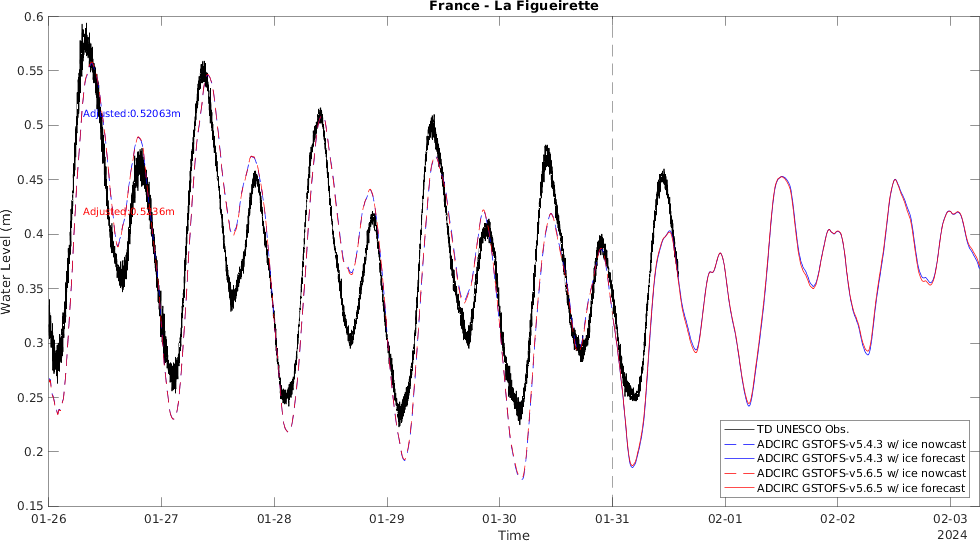 France - La Figueirette
0.6
0.55
0.5
0.45
0.4
0.35
0.3
0.25
0.2
0.15
Water Level (m)
Adjusted:0.52063m
Adjusted:0.5236m
TD UNESCO Obs.
ADCIRC GSTOFS-v5.4.3 w/ ice nowcast
ADCIRC GSTOFS-v5.4.3 w/ ice forecast
ADCIRC GSTOFS-v5.6.5 w/ ice nowcast
ADCIRC GSTOFS-v5.6.5 w/ ice forecast
01-26 01-27 01-28 01-29 01-30 01-31 02-01 02-02 02-03
Time
2024